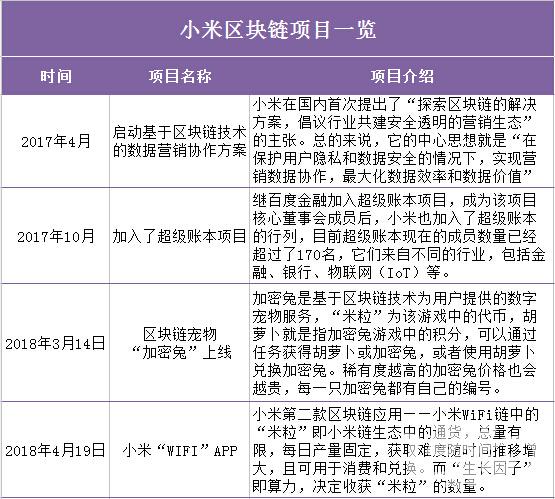 小米区块链项目一览
时间
项目名称
项目介绍
2017年4月
启动基于区块链技术
的数据营销协作方案
小米在国内首次提出了“探索区块链的解决
方案，倡议行业共建安全透明的营销生态”
的主张。总的来说，它的中心思想就是“在
保护用户隐私和数据安全的情况下，实现营
销数据协作，最大化数据效率和数据价值”
2017年10月
加入了超级账本项目
继百度金融加入超级账本项目，成为该项目
核心董事会成员后，小米也加入了超级账本
的行列，目前超级账本现在的成员数量已经
超过了170名，它们来自不同的行业，包括金
融、银行、物联网（IoT）等。
2018年3月14日
区块链宠物
“加密兔”上线
加密兔是基于区块链技术为用户提供的数字
宠物服务，“米粒”为该游戏中的代币，胡
萝卜就是指加密兔游戏中的积分，可以通过
任务获得胡萝卜或加密兔，或者使用胡萝卜
兑换加密兔。稀有度越高的加密兔价格也会
越贵，每一只加密兔都有自己的编号。
2018年4月19日
小米“WIFI”APP
小米第二款区块链应用——小米WiFi链中的
“米粒”即小米链生态中的通货，总量有
限，每日产量固定，获取难度随时间推移增
大，且可用于消费和兑换。而“生长因子”
即算力，决定收获“米粒”的数量。